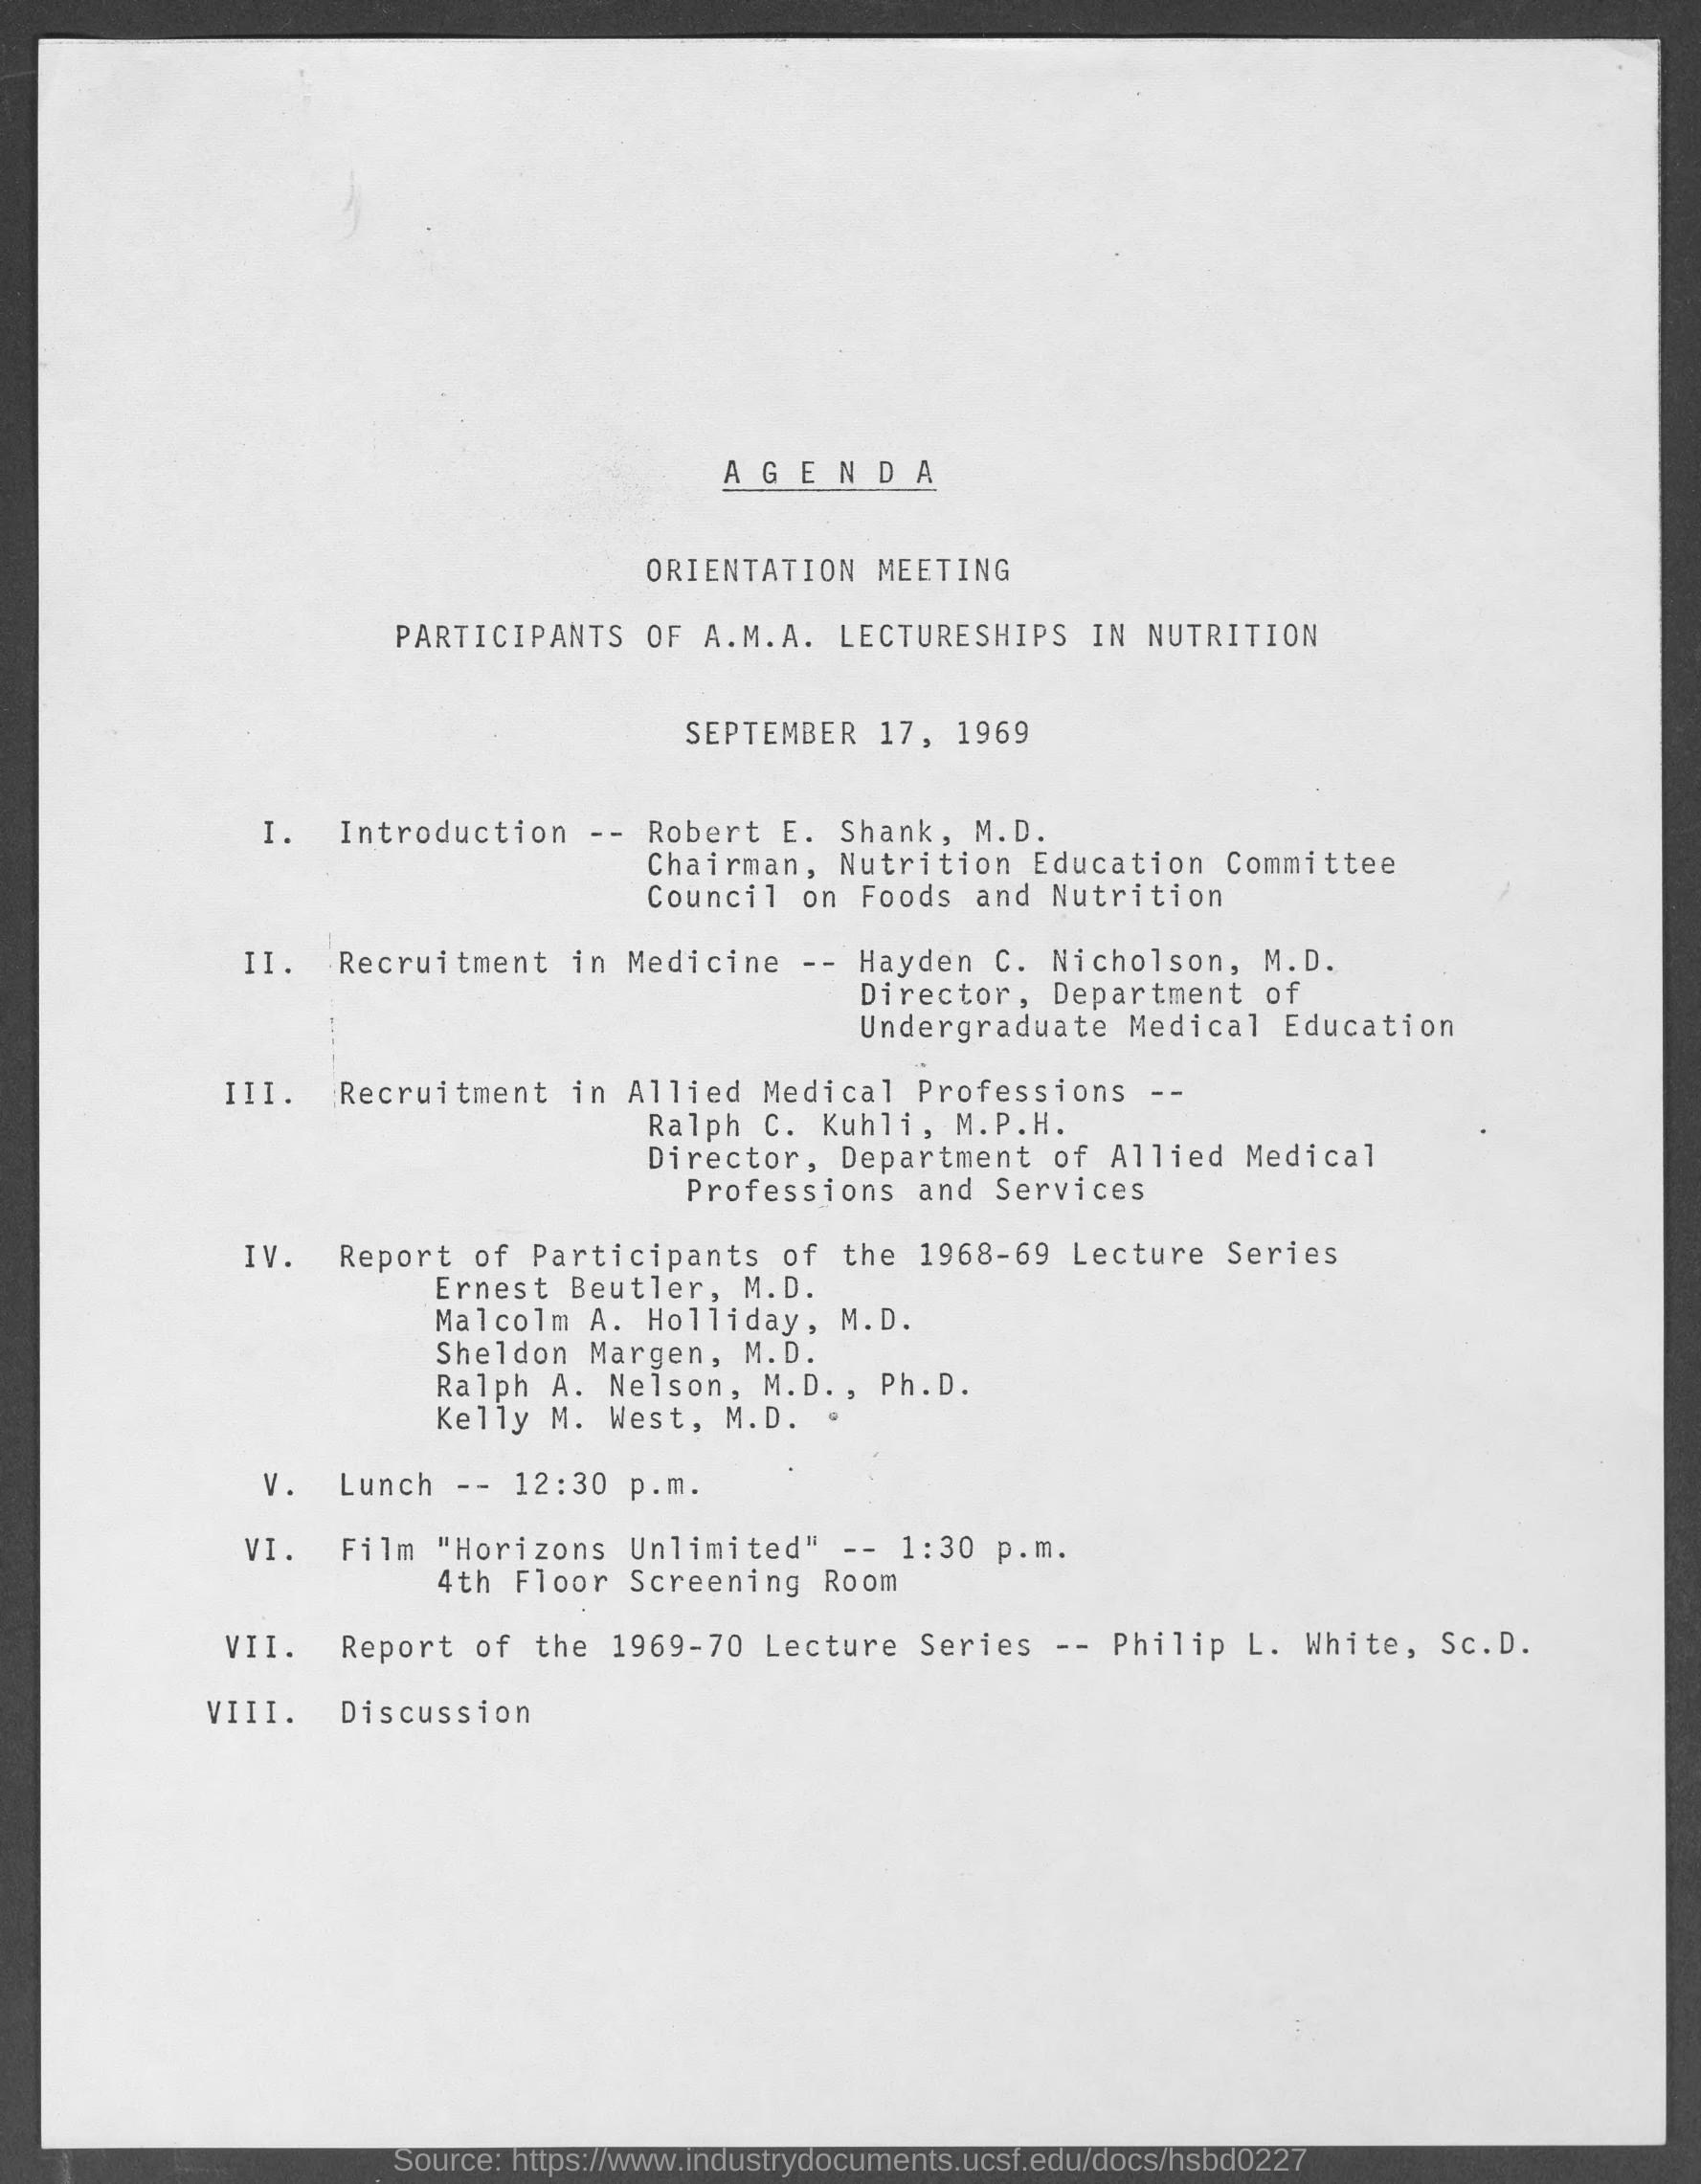 A G E N D A
ORIENTATION MEETING
PARTICIPANTS OF A.M.A. LECTURESHIPS IN NUTRITION
SEPTEMBER 17, 1969
I. Introduction -- Robert E. Shank, M.D.
Chairman, Nutrition Education Committee
Council on Foods and Nutrition
II. Recruitment in Medicine -- Hayden C. Nicholson, M.D.
Director, Department of
Undergraduate Medical Education
III. Recruitment in Allied Medical Professions --
Ralph C. Kuhli, M.P.H.
Director, Department of Allied Medical
Professions and Services
IV. Report of Participants of the 1968-69 Lecture Series
Ernest Beutler, M.D.
Malcolm A. Holliday, M.D.
Sheldon Margen, M.D.
Ralph A. Nelson, M.D., Ph.D.
Kelly M. West, M.D.
V. Lunch -- 12:30 p.m.
VI. Film "Horizons Unlimited" -- 1:30 p.m.
4th Floor Screening Room
VII. Report of the 1969-70 Lecture Series -- Philip L. White, Sc.D.
VIII. Discussion
Source: https://www.industrydocuments.ucsf.edu/docs/hsbd0227